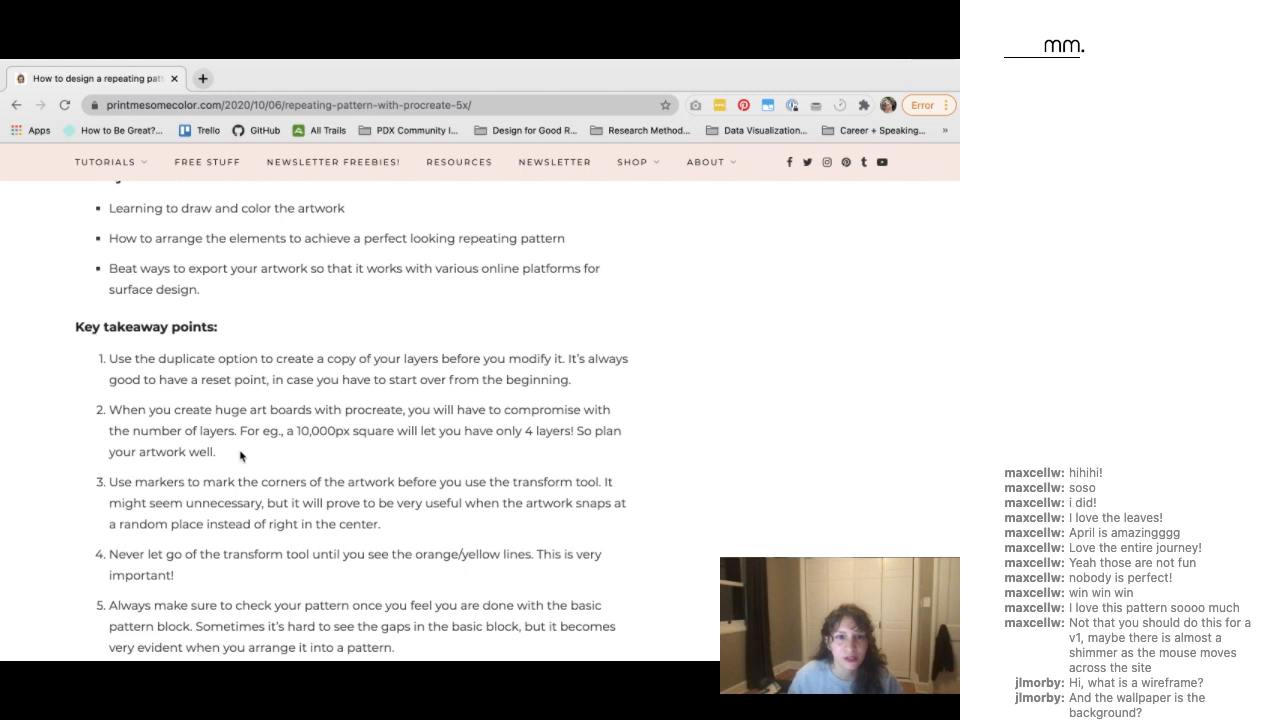 mm.
How to design a repeating pat
printmesomecolor.com/2020/10/06/repeating-pattern-with-procreate-5x/
Error
Apps
How to Be Great?...
Trello
GitHub
All Trails
PDX Community I...
Design for Good R...
Research Method...
Data Visualization...
Career + Speaking...
»
TUTORIALS
FREE STUFF
NEWSLETTER FREEBIES!
RESOURCES
NEWSLETTER
SHOP
ABOUT
Learning to draw and color the artwork
How to arrange the elements to achieve a perfect looking repeating pattern
Beat ways to export your artwork so that it works with various online platforms for
surface design.
Key takeaway points:
1. Use the duplicate option to create a copy of your layers before you modify it. It's always
good to have a reset point, in case you have to start over from the beginning.
2. When you create huge art boards with procreate, you will have to compromise with
the number of layers. For eg., a 10,000px square will let you have only 4 layers! So plan
your artwork well.
3. Use markers to mark the corners of the artwork before you use the transform tool. It
might seem unnecessary, but it will prove to be very useful when the artwork snaps at
a random place instead of right in the center.
4. Never let go of the transform tool until you see the orange/yellow lines. This is very
important!
5. Always make sure to check your pattern once you feel you are done with the basic
pattern block. Sometimes it's hard to see the gaps in the basic block, but it becomes
very evident when you arrange it into a pattern.
maxcellw: hihihi!
maxcellw: soso
maxcellw: i did!
maxcellw: I love the leaves!
maxcellw: April is amazingggg
maxcellw: Love the entire journey!
maxcellw: Yeah those are not fun
maxcellw: nobody is perfect!
maxcellw: win win win
maxcellw: I love this pattern soooo much
maxcellw: Not that you should do this for a
v1, maybe there is almost a
shimmer as the mouse moves
across the site
jlmorby: Hi, what is a wireframe?
jlmorby: And the wallpaper is the
background?